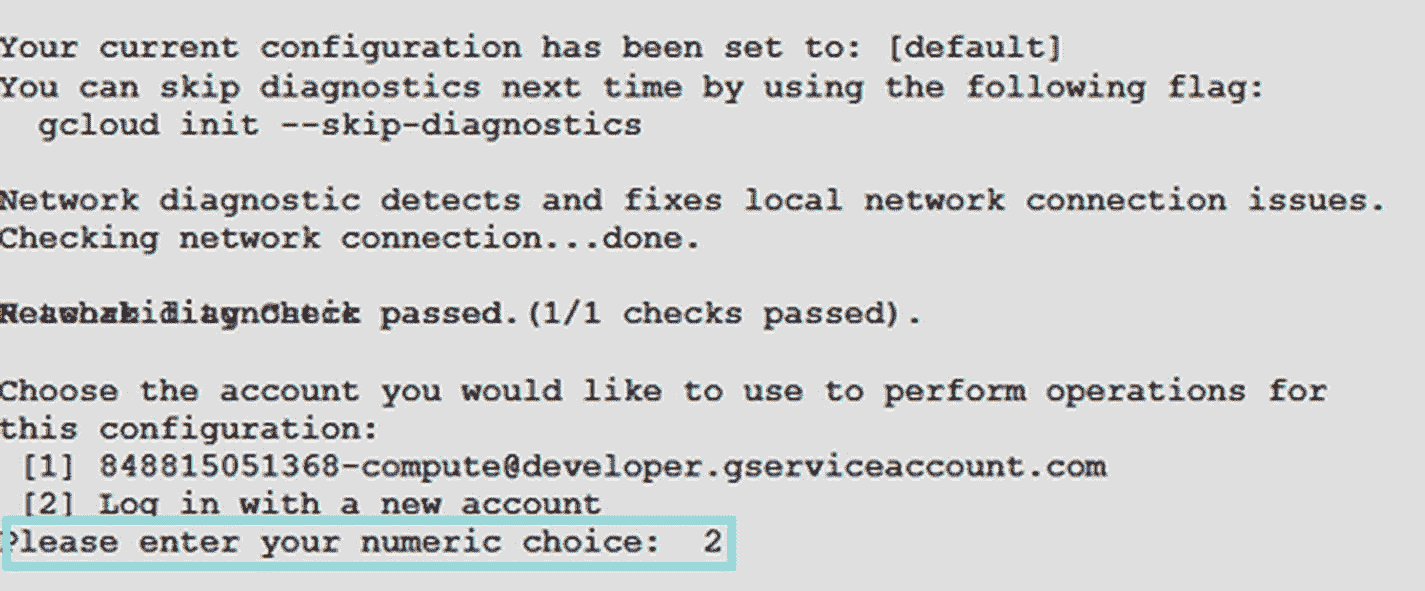 Your current configuration has been set to: [default]
You can skip diagnostics next time by using the following flag:
gcloud init --skip-diagnostics
Network diagnostic detects and fixes local network connection issues.
Checking network connection...done.
passed.(1/1 checks passed).
Choose the account you would like to use to perform operations for
this configuration:
[1] 848815051368-compute@developer.gserviceaccount.com
[2] Log in with a new account
Please enter your numeric choice: 2